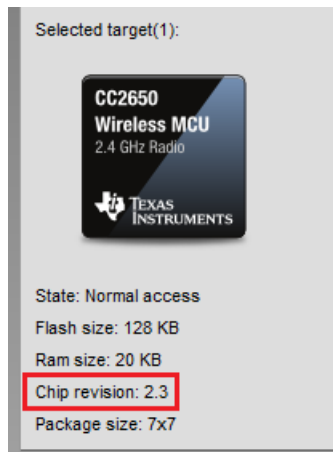 Selected target(1):
CC2650
Wireless MCU
2.4 GHz Radio
TEXAS
INSTRUMENTS
State: Normal access
Flash size: 128 KB
Ram size: 20 KB
Chip revision: 2.3
Package size: 7x7